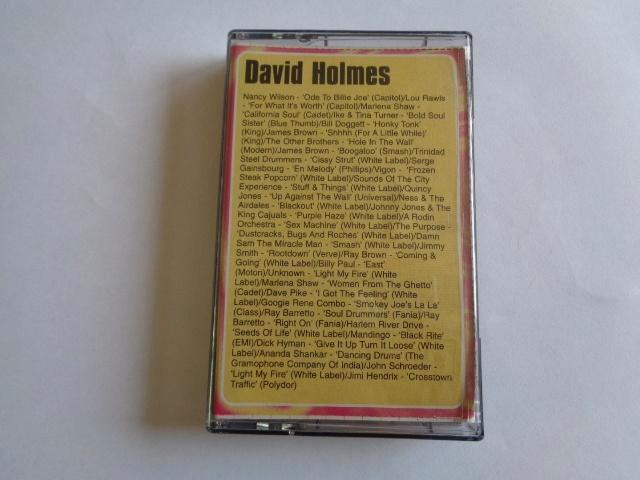 David Holmes
Nancy Wilson - 'Ode To Billie Joe' (Capitol)/Lou Rawls
- 'For What It's Worth' (Capitol)/Marlena Shaw -
'California Soul' (Cadet)/Ike & Tina Turner - 'Bold Soul
Sister' (Blue Thumb)/Bill Doggett - 'Honky Tonk'
(King)/James Brown - 'Shhhh (For A Little While)'
(King)/The Other Brothers - 'Hole In The Wall'
(Modern)/James Brown - 'Boogaloo' (Smash)/Trinidad
Steel Drummers - 'Cissy Strut' (White Label)/Serge
Gainsbourg - 'En Melody' (Phillips)/Vigon - 'Frozen
Steak Popcorn' (White Label)/Sounds Of The City
Experience - 'Stuff & Things' (White Label)/Quincy
Jones - 'Up Against The Wall' (Universal)/Ness & The
Airdales - 'Blackout' (White Label)/Johnny Jones & The
King Cajuals - 'Purple Haze' (White Label)/A Rodin
Orchestra - 'Sex Machine' (White Label)/The Purpose -
'Dustcracks, Bugs And Roches' (White Label)/Damn
Sam The Miracle Man - 'Smash' (White Label)/Jimmy
Smith - 'Rootdown' (Verve)/Ray Brown - 'Coming &
Going' (White Label)/Billy Paul - 'East'
(Moton)/Unknown - 'Light My Fire' (White
Label)/Marlena Shaw - 'Women From The Ghetto'
(Cadet)/Dave Pike - 'I Got The Feeling' (White
Label)/Googie Rene Combo - 'Smokey Joe's La La'
(Class)/Ray Barretto - 'Soul Drummers' (Fania)/Ray
Barretto - 'Right On' (Fania)/Harlem River Drive -
'Seeds Of Life' (White Label)/Mandingo - 'Black Rite'
(EMI)/Dick Hyman - 'Give It Up Turn It Loose' (White
Label)/Ananda Shankar - 'Dancing Drums' (The
Gramophone Company Of India)/John Schroeder -
'Light My Fire' (White Label)/Jimi Hendrix - 'Crosstown
Traffic' (Polydor)